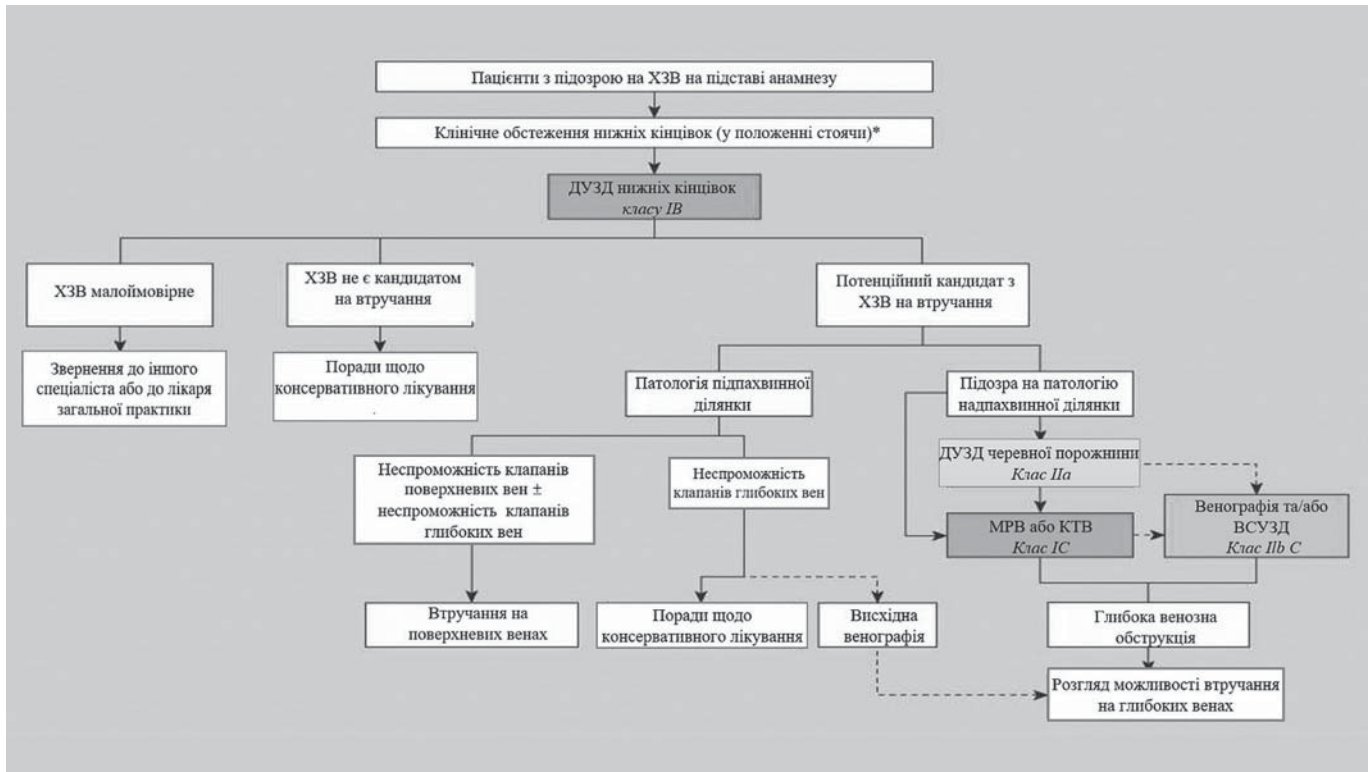 Пацієнти з підозрою на ХЗВ на підставі анамнезу
Клінічне обстеження нижніх кінцівок (у положенні стоячи)*
ДУЗД нижніх кінцівок
класу IB
ХЗВ малоймовірне
ХЗВ не є кандидатом
на втручання
Потенційний кандидат з
ХЗВ на втручання
Звернення до іншого
спеціаліста або до лікаря
загальної практики
Поради щодо
консервативного лікування
.
Патологія підпахвинної
ділянки
Підозра на патологію
надпахвинної ділянки
Неспроможність клапанів
поверхневих вен ±
неспроможність клапанів
глибоких вен
Неспроможність
клапанів глибоких вен
ДУЗД черевної порожнини
Клас IIa
МРВ або КТВ
Клас IC
Венографія та/або
ВСУЗД
Клас IIb C
Втручання на
поверхневих венах
Поради щодо
консервативного лікування
Висхідна
венографія
Глибока венозна
обструкція
Розгляд можливості втручання
на глибоких венах